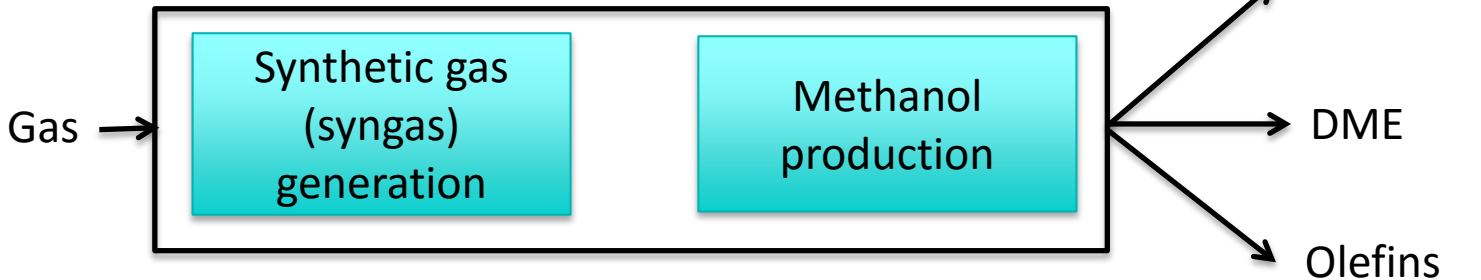 Gas
Synthetic gas
(syngas)
generation
Methanol
production
DME
Olefins